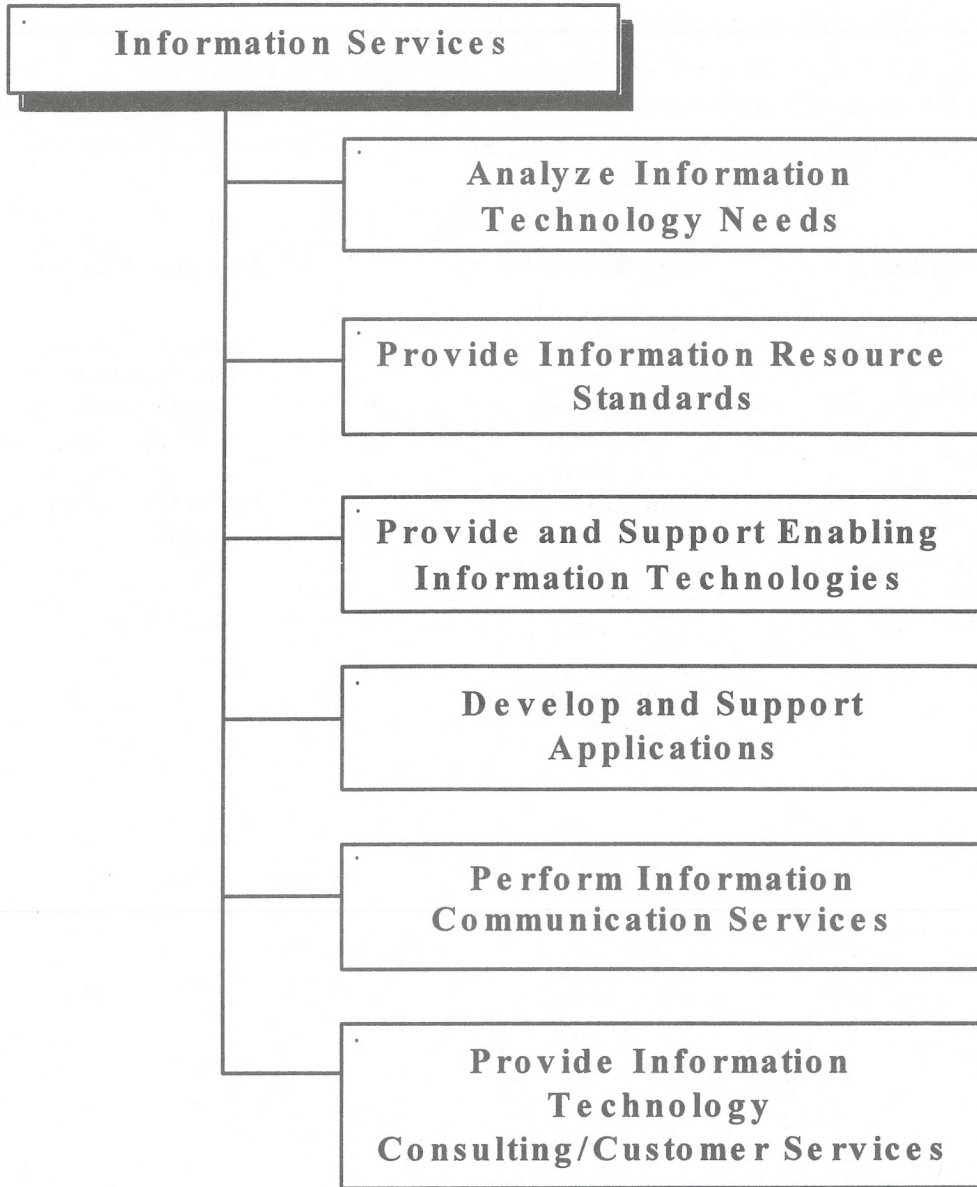 Information Services
Analyze Information
Technology Needs
Provide Information Resource
Standards
Provide and Support Enabling
Information Technologies
Develop and Support
Applications
Perform Information
Communication Services
Provide Information
Technology
Consulting/Customer Services